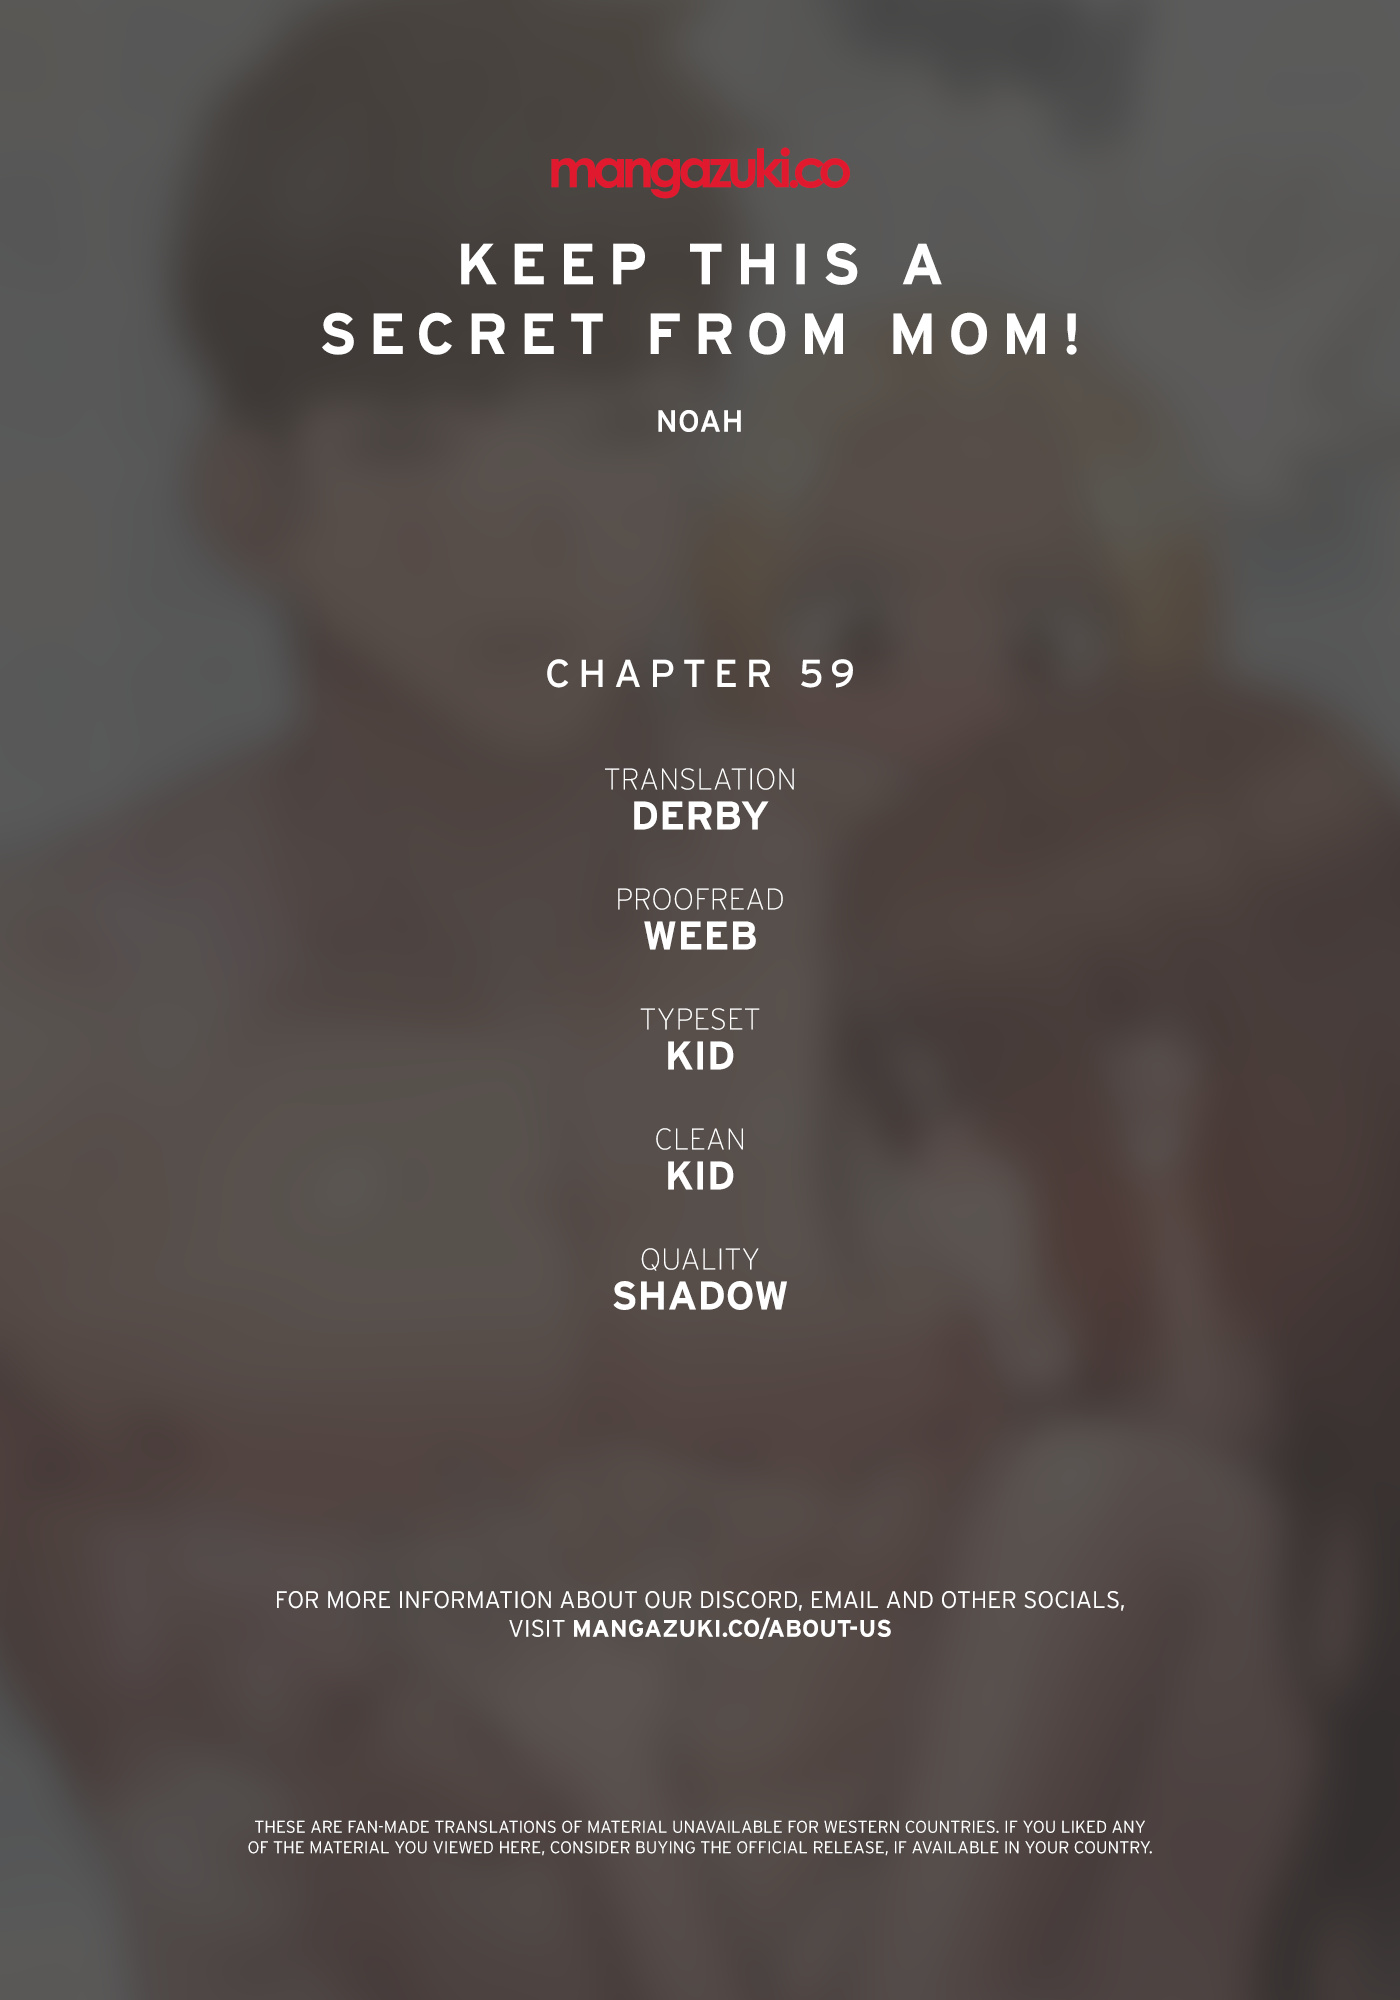 mangazuki.co
KEEP THIS A
SECRET FROM MOM!
NOAH
CHAPTER 59
TRANSLATION
DERBY
PROOFREAD
WEEB
TYPESET
KID
CLEAN
KID
QUALITY
SHADOW
FOR MORE INFORMATION ABOUT OUR DISCORD, EMAIL AND OTHER SOCIALS,
VISIT MANGAZUKI.CO/ABOUT-US
THESE ARE FAN-MADE TRANSLATIONS OF MATERIAL UNAVAILABLE FOR WESTERN COUNTRIES. IF YOU LIKED ANY
OF THE MATERIAL YOU VIEWED HERE, CONSIDER BUYING THE OFFICIAL RELEASE, IF AVAILABLE IN YOUR COUNTRY.